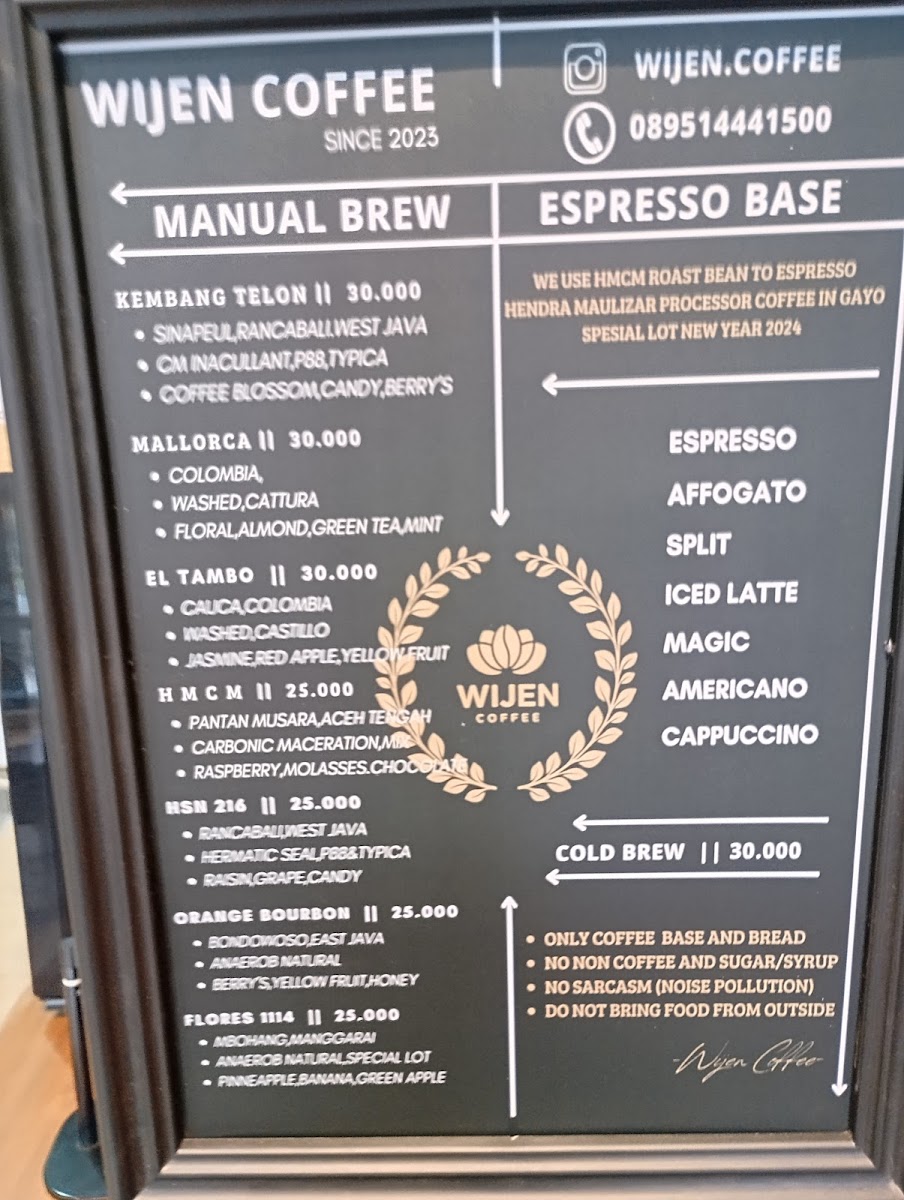 WIJEN COFFEE
SINCE 2023
WIJEN.COFFEE
089514441500
MANUAL BREW
KEMBANG TELON || 30.000
• SINAPEUL,RANCABALI.WEST JAVA
• CM INACULLANT,P88,TYPICA
• COFFEE BLOSSOM,CANDY,BERRY'S
MALLORCA || 30.000
• COLOMBIA,
• WASHED,CATTURA
• FLORAL,ALMOND,GREEN TEA,MINT
EL TAMBO || 30.000
• CAUCA,COLOMBIA
• WASHED,CASTILLO
• JASMINE,RED APPLE,YELLOW FRUIT
H M C M || 25.000
• PANTAN MUSARA,ACEH TENGAH
• CARBONIC MACERATION,MIX
• RASPBERRY,MOLASSES.CHOCOLATE
HSN 216 || 25.000
• RANCABALI,WEST JAVA
• HERMATIC SEAL,P88&TYPICA
• RAISIN,GRAPE,CANDY
ORANGE BOURBON || 25.000
• BONDOWOSO,EAST JAVA
• ANAEROB NATURAL
• BERRY'S,YELLOW FRUIT,HONEY
FLORES 1114 || 25.000
• MBOHANG,MANGGARAI
• ANAEROB NATURAL,SPECIAL LOT
• PINNEAPPLE,BANANA,GREEN APPLE
ESPRESSO BASE
WE USE HMCM ROAST BEAN TO ESPRESSO
HENDRA MAULIZAR PROCESSOR COFFEE IN GAYO
SPESIAL LOT NEW YEAR 2024
ESPRESSO
AFFOGATO
SPLIT
ICED LATTE
MAGIC
AMERICANO
CAPPUCCINO
WIJEN
COFFEE
COLD BREW || 30.000
• ONLY COFFEE BASE AND BREAD
• NO NON COFFEE AND SUGAR/SYRUP
• NO SARCASM (NOISE POLLUTION)
• DO NOT BRING FOOD FROM OUTSIDE
-Wijen Coffee-